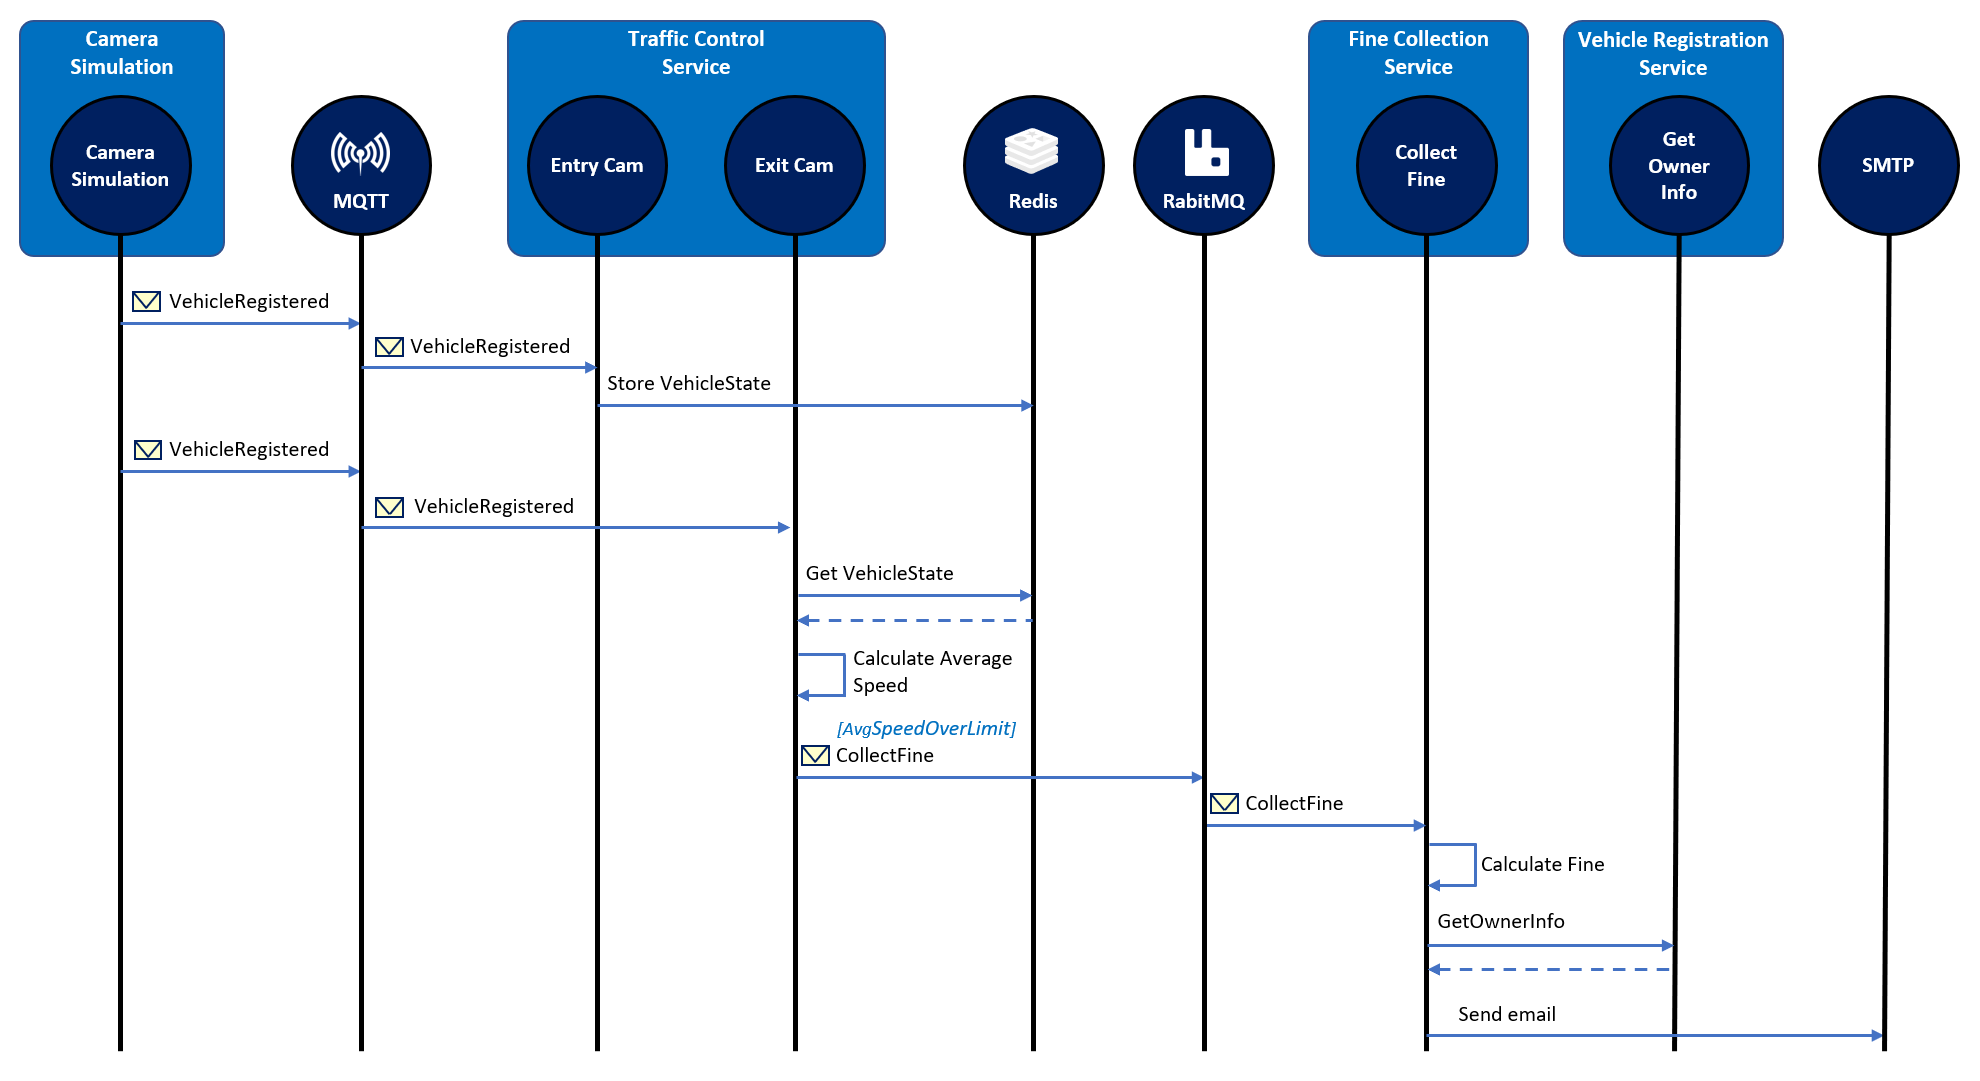 Camera
Simulation
Traffic Control
Service
Fine Collection
Service
Vehicle Registration
Service
Camera
Simulation
MQTT
Entry Cam
Exit Cam
Redis
RabitMQ
Collect
Fine
Get
Owner
Info
SMTP
VehicleRegistered
VehicleRegistered
Store VehicleState
VehicleRegistered
VehicleRegistered
Get VehicleState
Calculate Average
Speed
[AvgSpeedOverLimit]
CollectFine
CollectFine
Calculate Fine
GetOwnerInfo
Send email